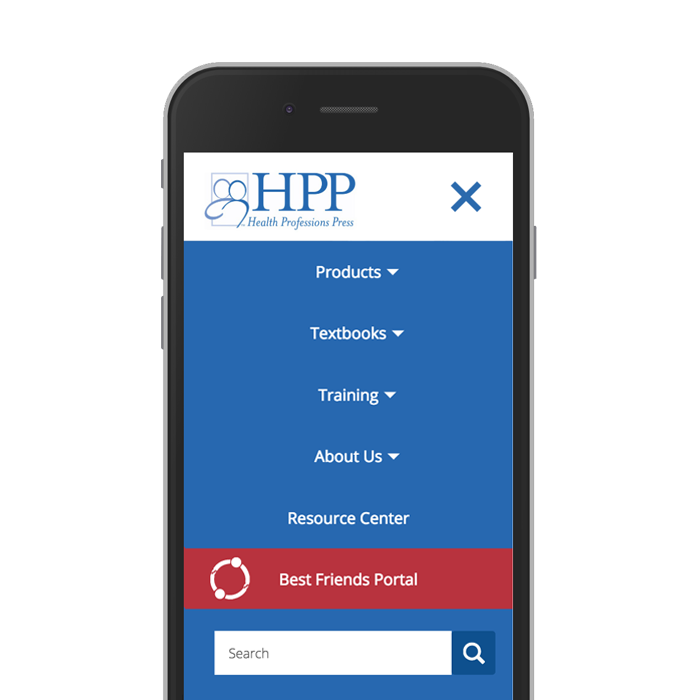 HPP
Health Professions Press
Products
Textbooks
Training
About Us
Resource Center
Best Friends Portal
Search